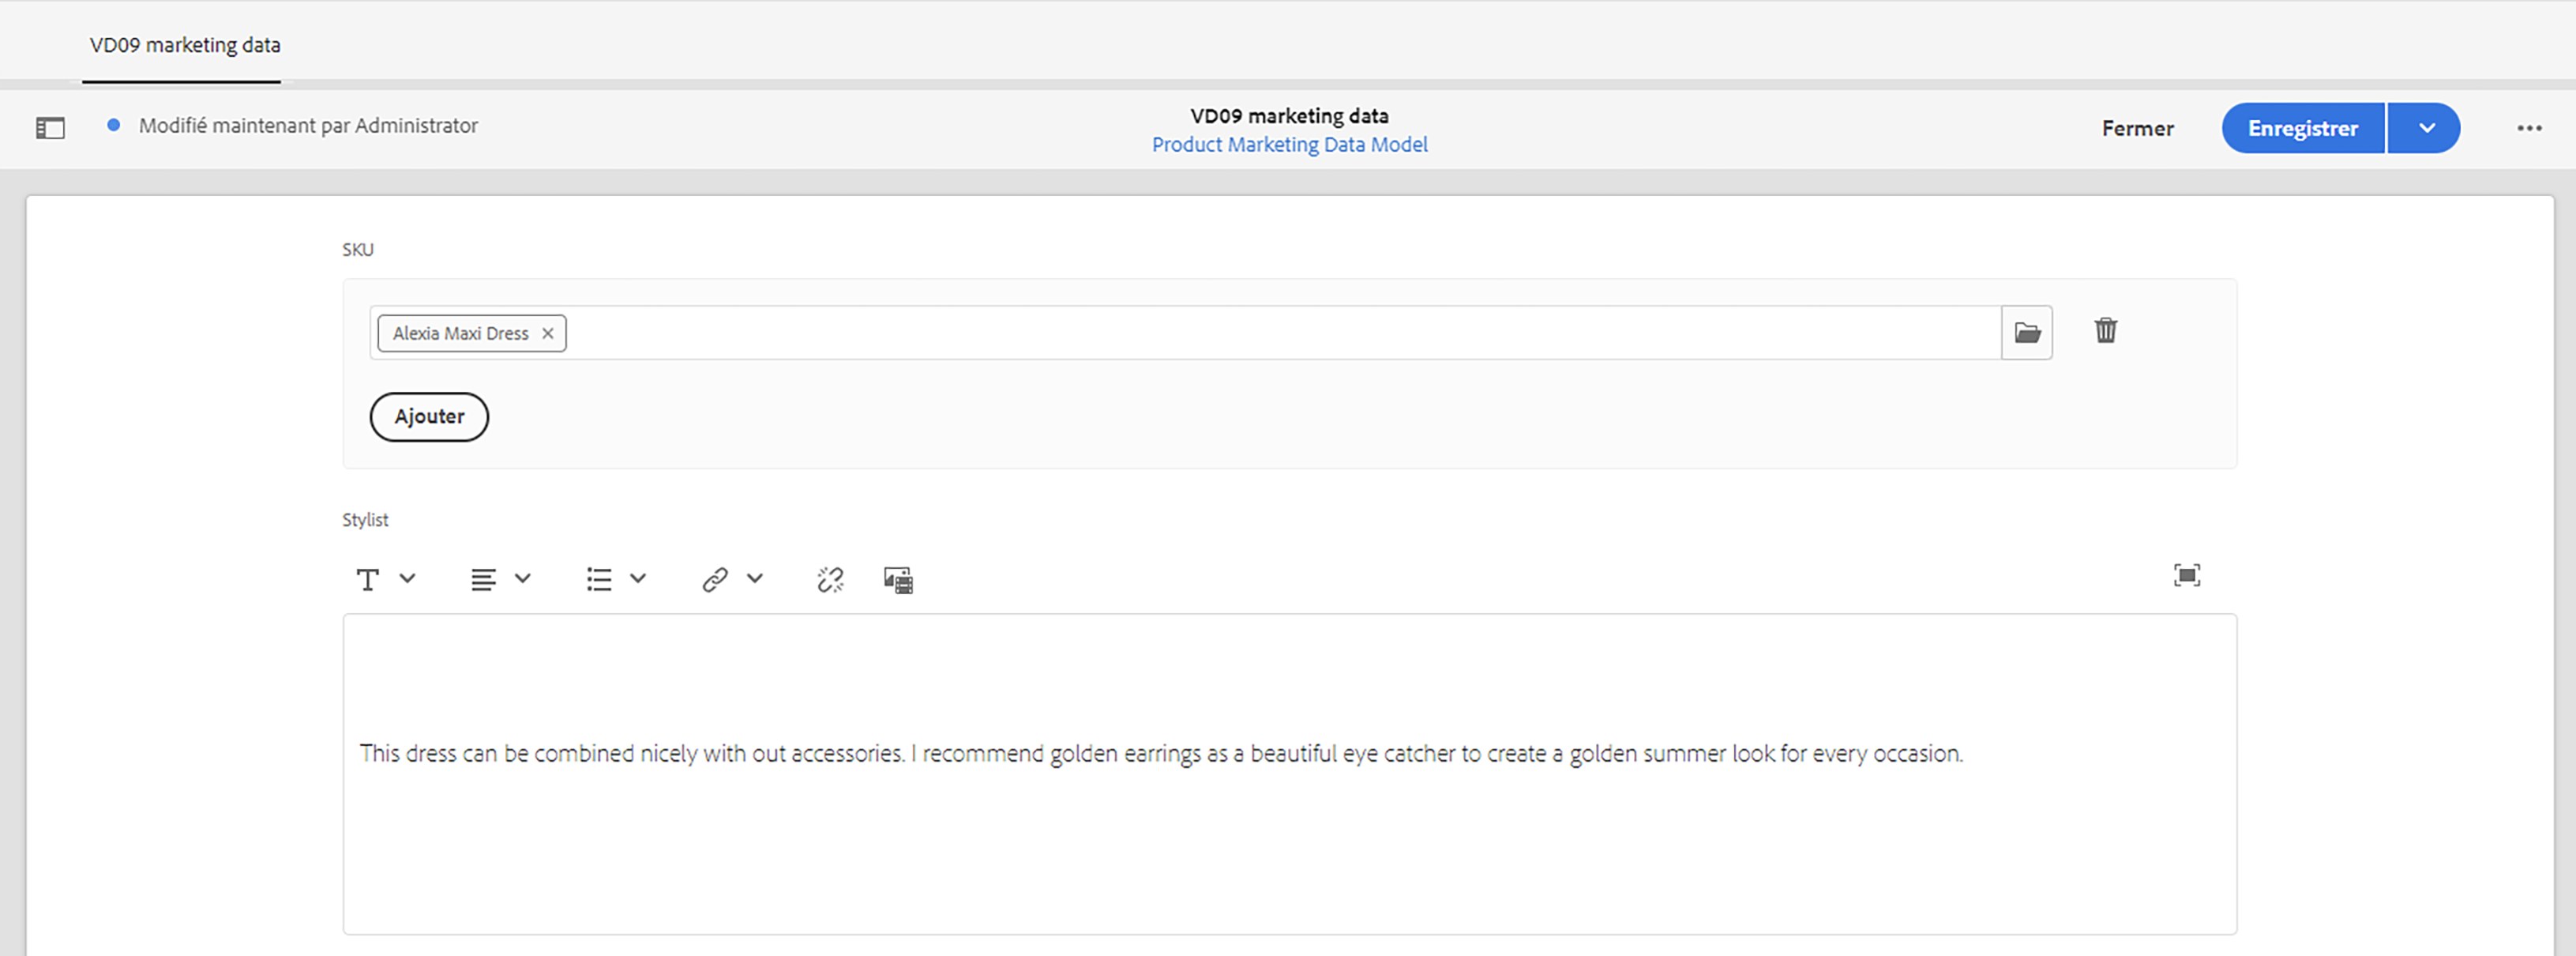 VD09 marketing data
Modifié maintenant par Administrator
VD09 marketing data
Product Marketing Data Model
Fermer
Enregistrer
SKU
Alexia Maxi Dress
Ajouter
Stylist
This dress can be combined nicely with out accessories. I recommend golden earrings as a beautiful eye catcher to create a golden summer look for every occasion.